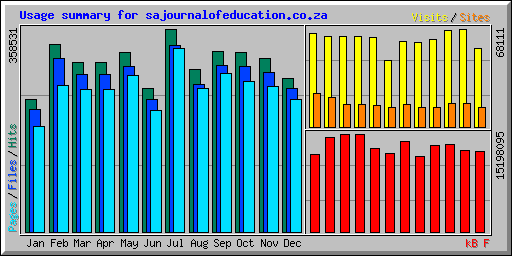 Usage summary for sajournalofeducation.co.za
Visits / Sites
358531
68111
Pages / Files / Hits
15198095
Jan Feb Mar Apr May Jun Jul Aug Sep Oct Nov Dec
kB F